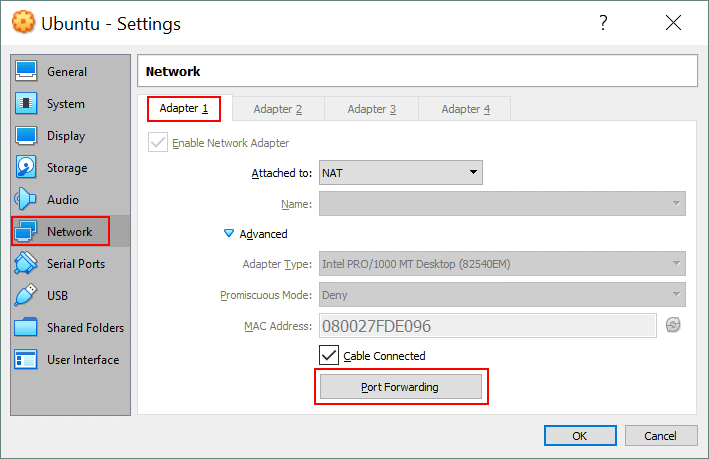 Ubuntu - Settings ?
General
System
Display
Storage
Audio
Network
Serial Ports
USB
Shared Folders
User Interface
Network
Adapter 1 Adapter 2 Adapter 3 Adapter 4
Enable Network Adapter
Attached to: NAT
Name:
Advanced
Adapter Type: Intel PRO/1000 MT Desktop (82540EM)
Promiscuous Mode: Deny
MAC Address: 080027FDE096
Cable Connected
Port Forwarding
OK Cancel